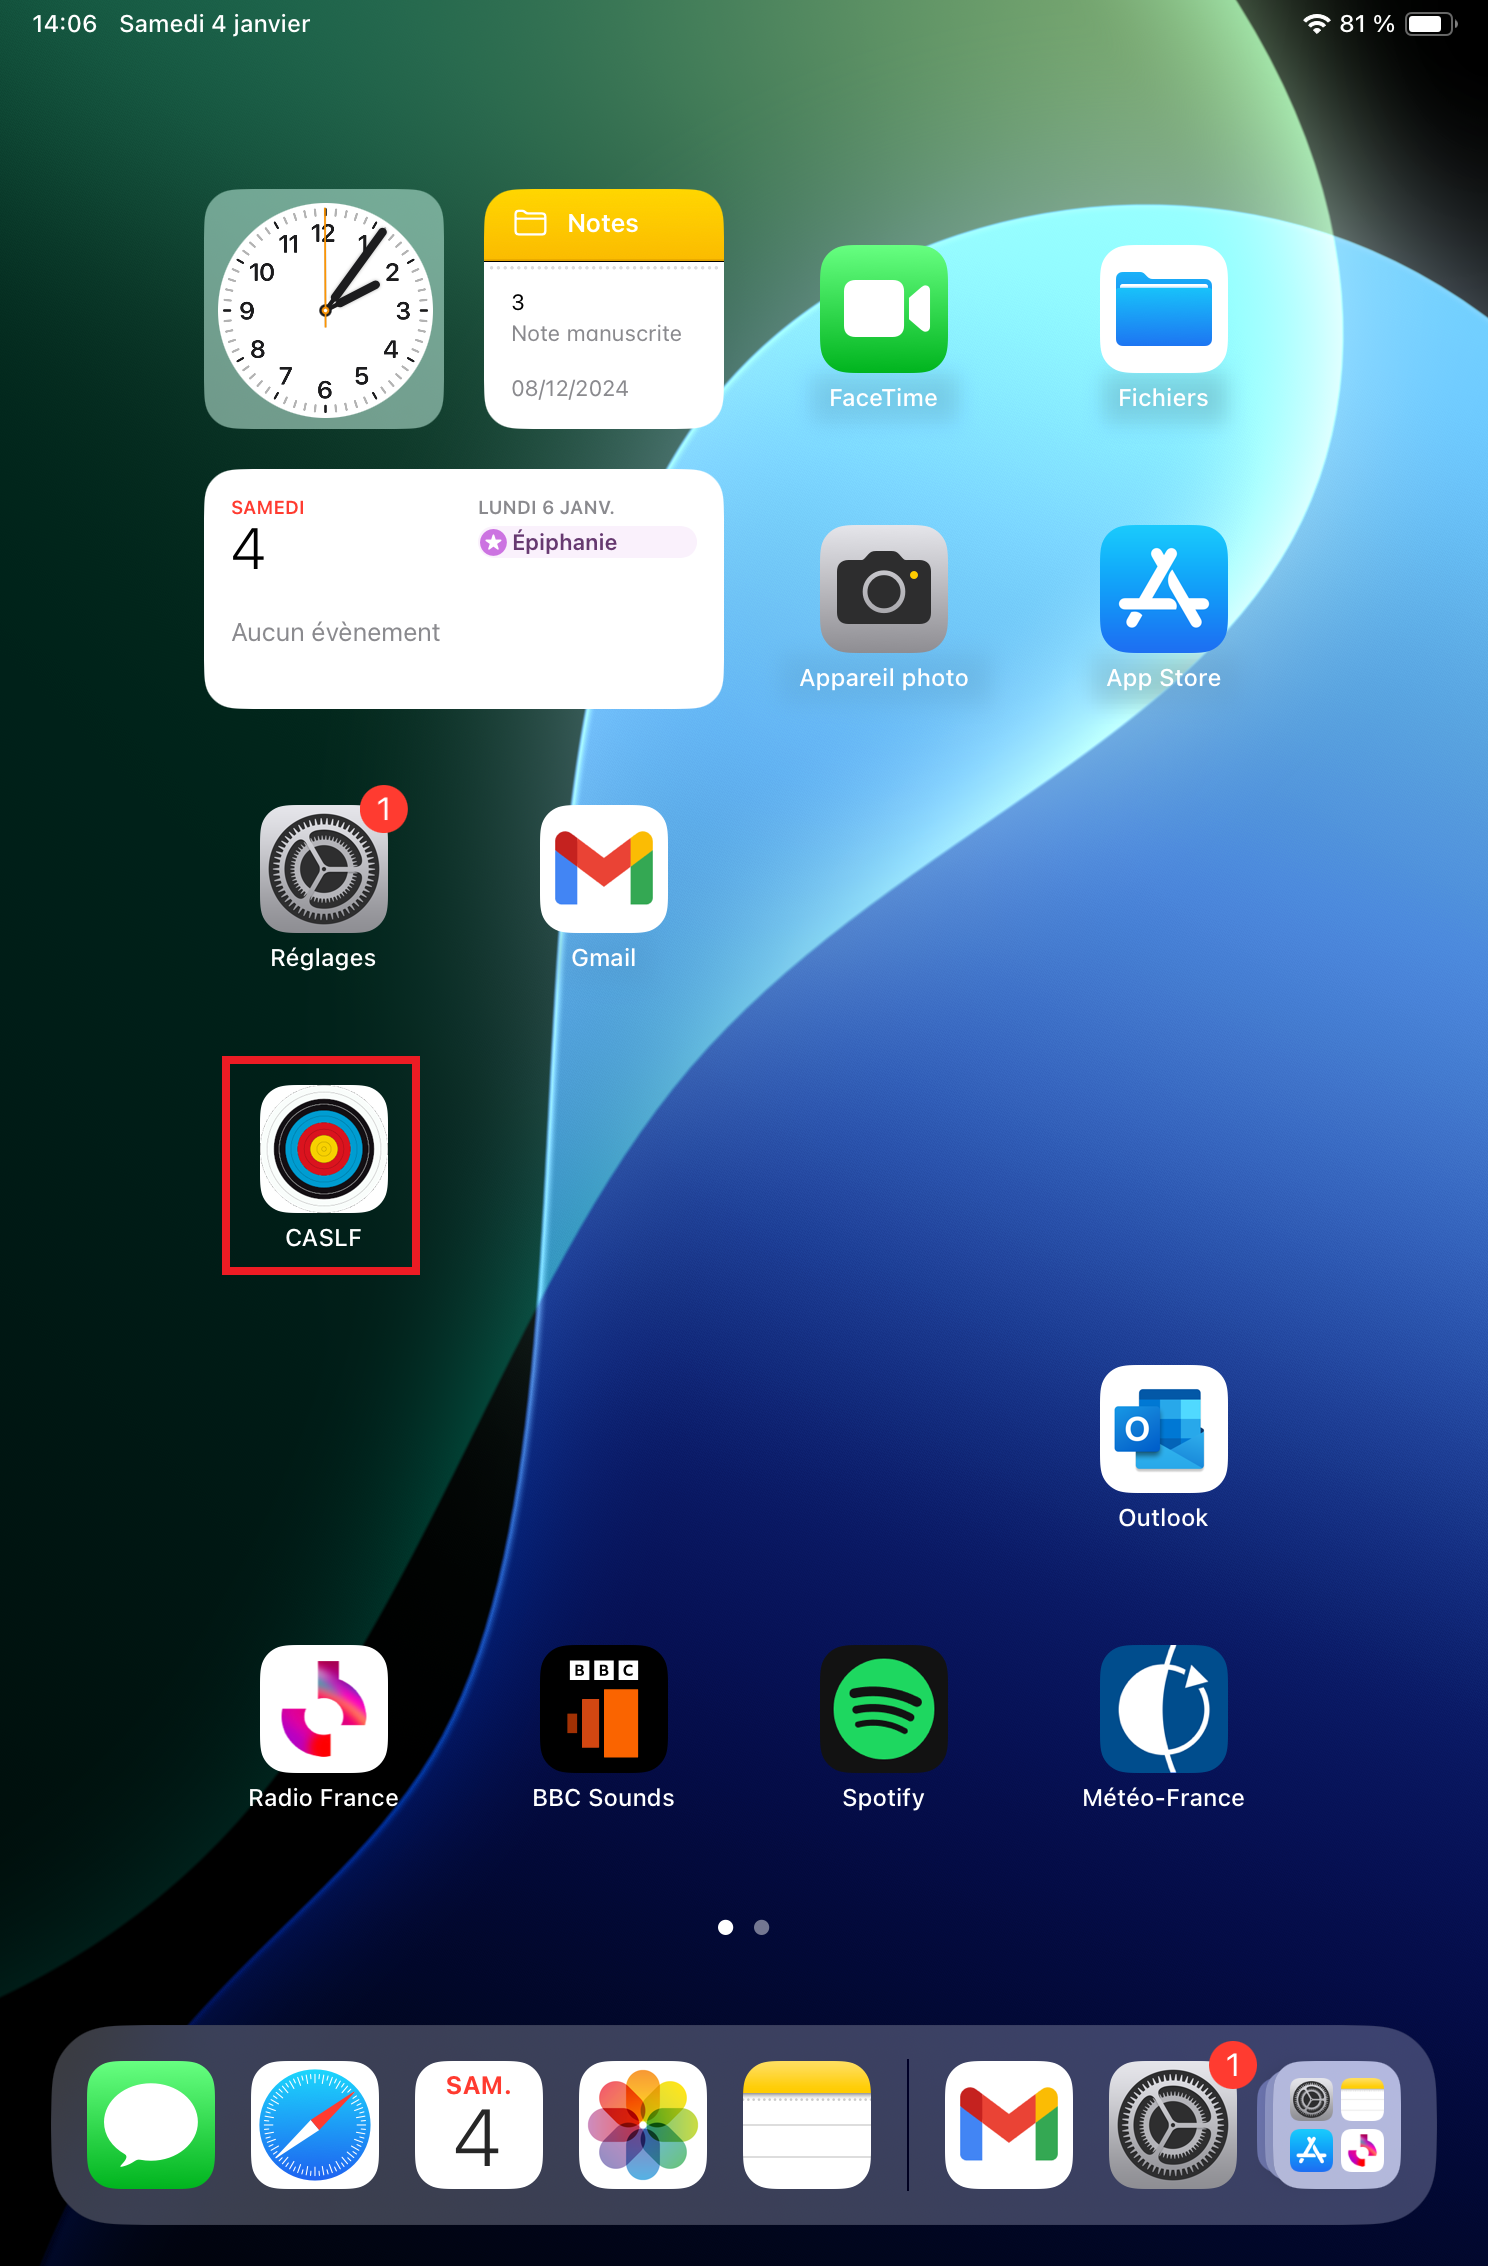 14:06 Samedi 4 janvier
81 %
12
1
2
3
4
5
6
7
8
9
10
11
Notes
3
Note manuscrite
08/12/2024
FaceTime
Fichiers
SAMEDI
4
Aucun évènement
LUNDI 6 JANV.
Épiphanie
Appareil photo
App Store
1
Réglages
Gmail
CASLF
O
Outlook
BBC
Radio France
BBC Sounds
Spotify
Météo-France
SAM.
4
1